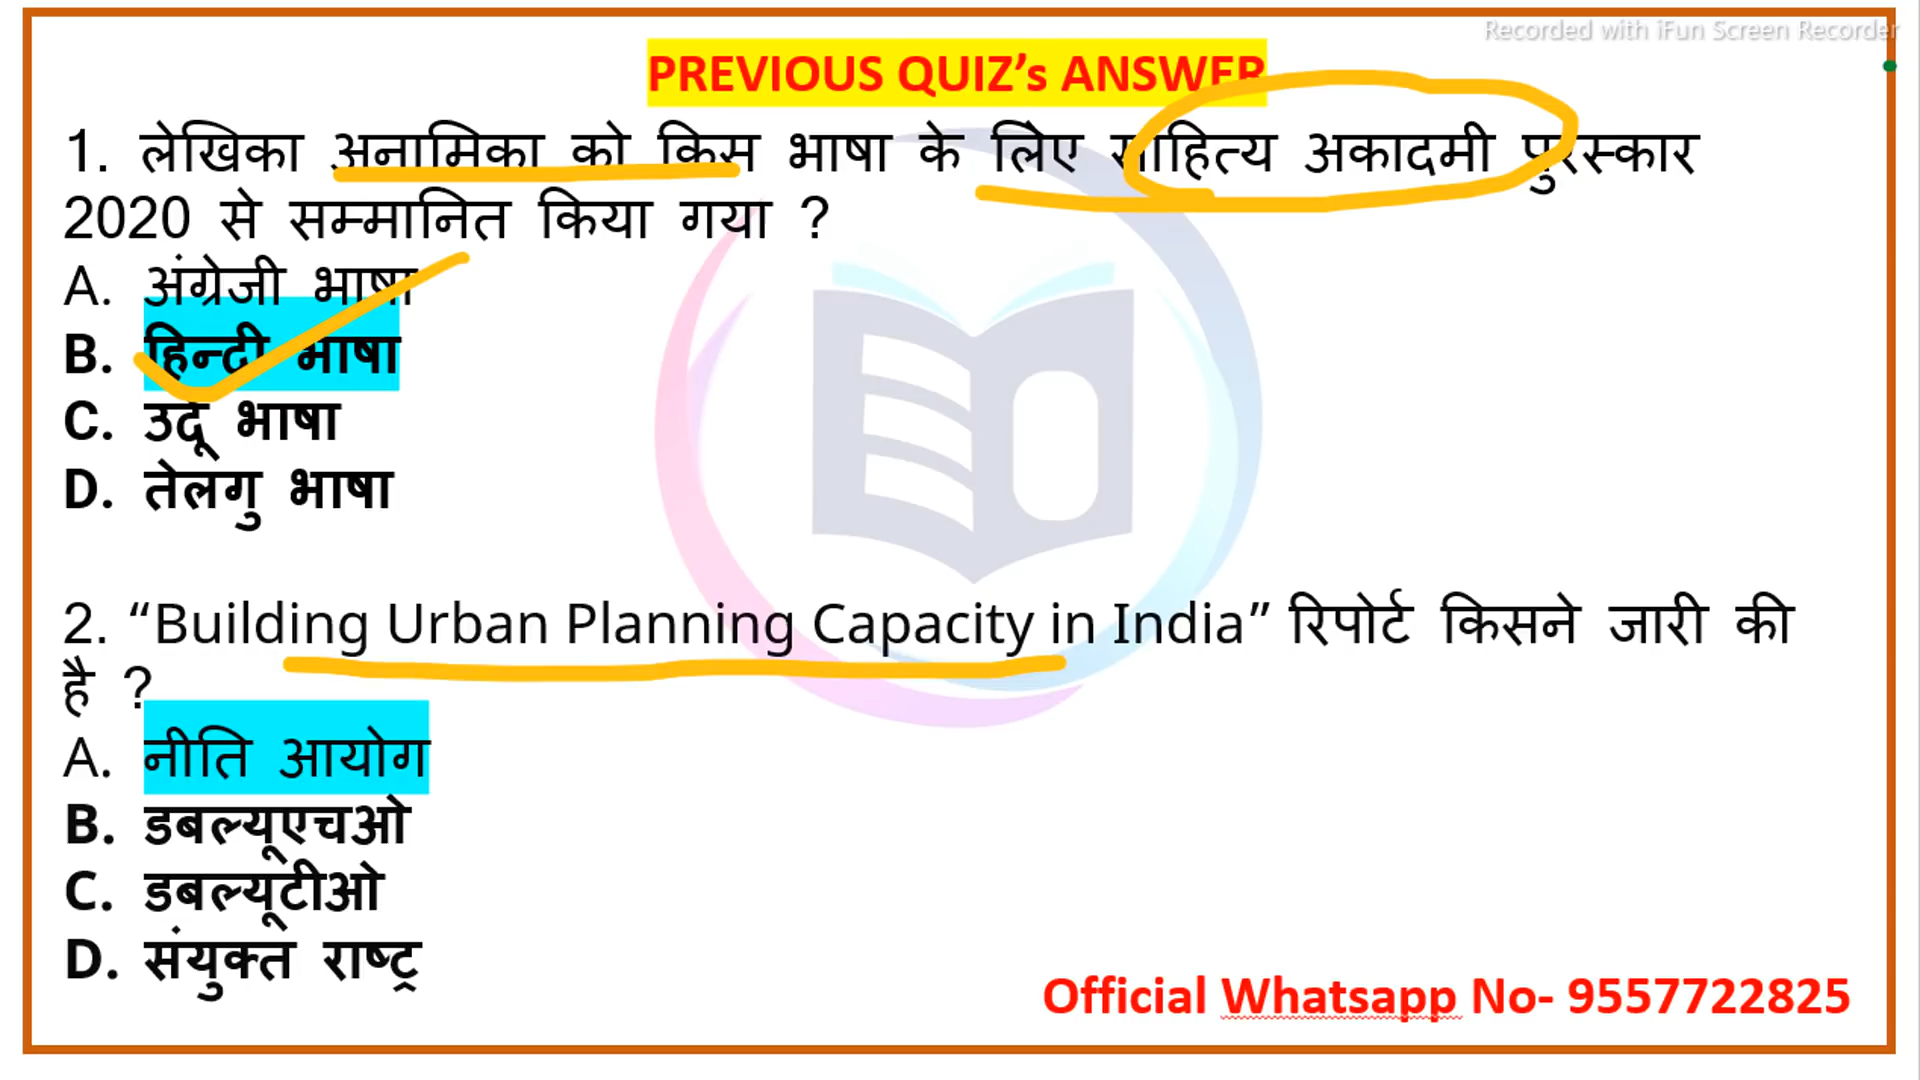 Recorded with iFun Screen Recorder
PREVIOUS QUIZ’s ANSWER
1. लेखिका अनामिका को किस भाषा के लिए साहित्य अकादमी पुरस्कार
2020 से सम्मानित किया गया ?
A. अंग्रेजी भाषा
B. हिन्दी भाषा
C. उर्दू भाषा
D. तेलगु भाषा
2. “Building Urban Planning Capacity in India” रिपोर्ट किसने जारी की
है ?
A. नीति आयोग
B. डबल्यूएचओ
C. डबल्यूटीओ
D. संयुक्त राष्ट्र
Official Whatsapp No- 9557722825